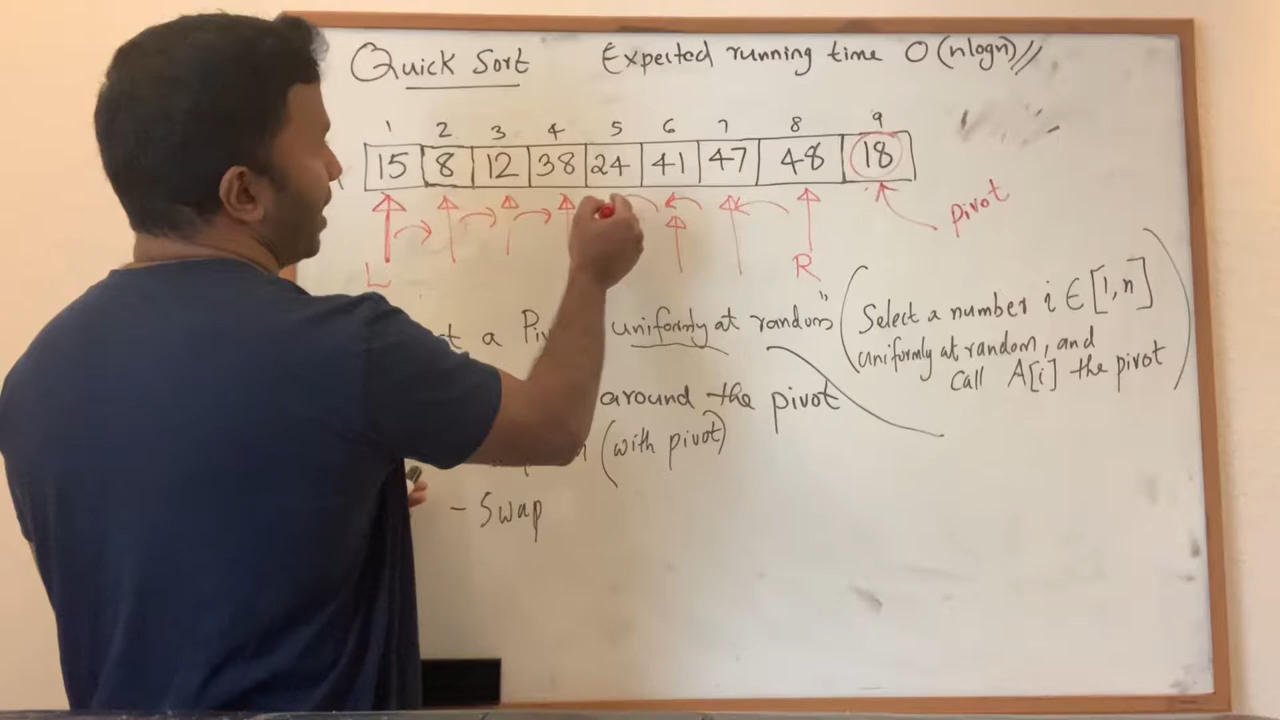 Quick Sort Expected running time O(nlogn)//
1 2 3 4 5 6 7 8 9
15 8 12 38 24 41 47 48 18
L R pivot
a uniformly at random"
(Select a number i ∈ [1,n]
uniformly at random, and
call A[i] the pivot)
around the pivot
(with pivot)
- Swap